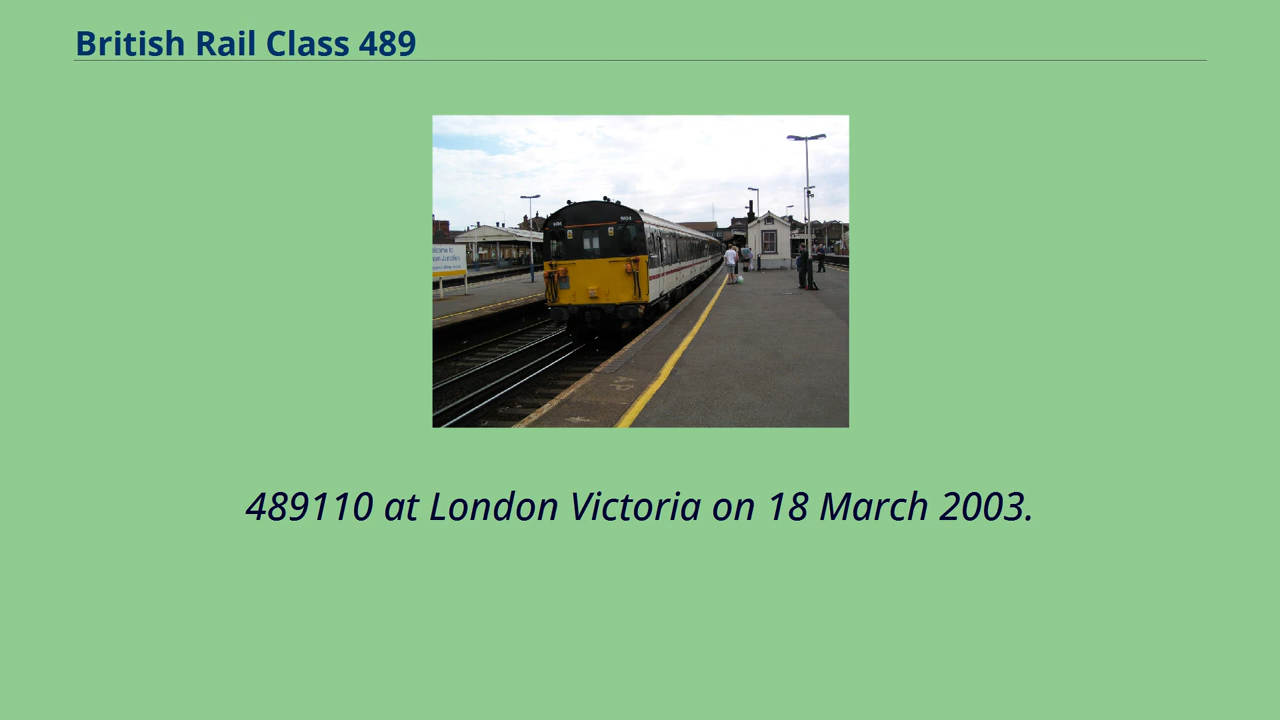 British Rail Class 489
489110 at London Victoria on 18 March 2003.